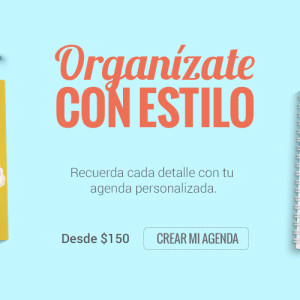 Organízate
CON ESTILO
Recuerda cada detalle con tu
agenda personalizada.
Desde $150 CREAR MI AGENDA